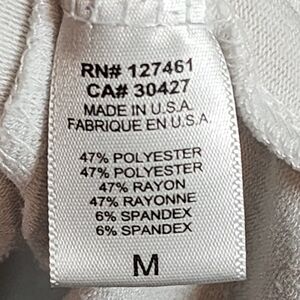 RN# 127461
CA# 30427
MADE IN U.S.A.
FABRIQUE EN U.S.A.
47% POLYESTER
47% POLYESTER
47% RAYON
47% RAYONNE
6% SPANDEX
6% SPANDEX
M